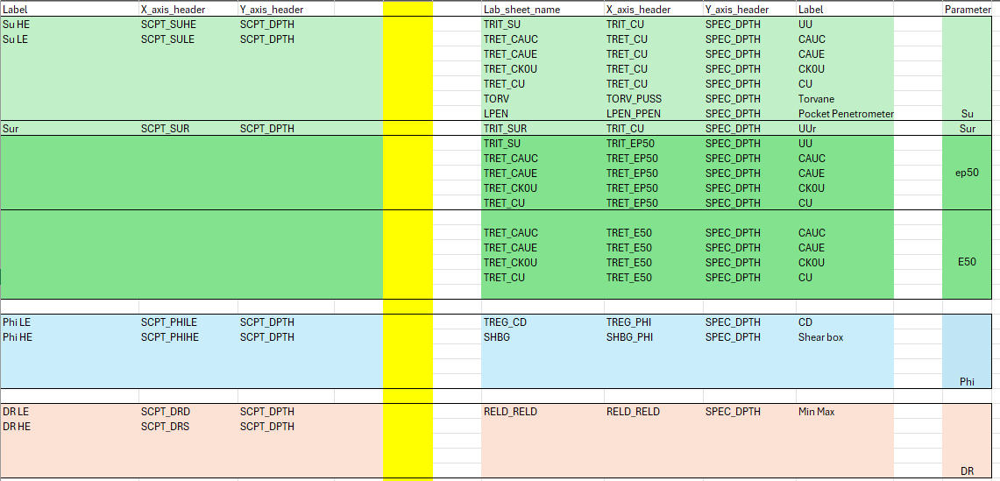 Label X_axis_header Y_axis_header Lab_sheet_name X_axis_header Y_axis_header Label Parameter
Su HE SCPT_SUHE SCPT_DPTH TRIT_SU TRIT_CU SPEC_DPTH UU
Su LE SCPT_SULE SCPT_DPTH TRET_CAUC TRET_CU SPEC_DPTH CAUC
TRET_CAUE TRET_CU SPEC_DPTH CAUE
TRET_CK0U TRET_CU SPEC_DPTH CK0U
TRET_CU TRET_CU SPEC_DPTH CU
TORV TORV_PUSS SPEC_DPTH Torvane
LPEN LPEN_PPEN SPEC_DPTH Pocket Penetrometer Su
Sur SCPT_SUR SCPT_DPTH TRIT_SUR TRIT_CU SPEC_DPTH UUr Sur
TRIT_SU TRIT_EP50 SPEC_DPTH UU
TRET_CAUC TRET_EP50 SPEC_DPTH CAUC
TRET_CAUE TRET_EP50 SPEC_DPTH CAUE ep50
TRET_CK0U TRET_EP50 SPEC_DPTH CK0U
TRET_CU TRET_EP50 SPEC_DPTH CU
TRET_CAUC TRET_E50 SPEC_DPTH CAUC
TRET_CAUE TRET_E50 SPEC_DPTH CAUE
TRET_CK0U TRET_E50 SPEC_DPTH CK0U E50
TRET_CU TRET_E50 SPEC_DPTH CU
Phi LE SCPT_PHILE SCPT_DPTH TREG_CD TREG_PHI SPEC_DPTH CD
Phi HE SCPT_PHIHE SCPT_DPTH SHBG SHBG_PHI SPEC_DPTH Shear box
Phi
DR LE SCPT_DRD SCPT_DPTH RELD_RELD RELD_RELD SPEC_DPTH Min Max
DR HE SCPT_DRS SCPT_DPTH
DR